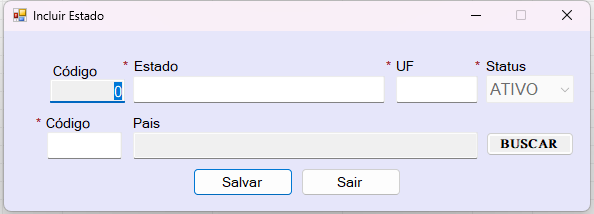 Incluir Estado
Código * Estado * UF * Status
0 ATIVO
* Código Pais
BUSCAR
Salvar Sair